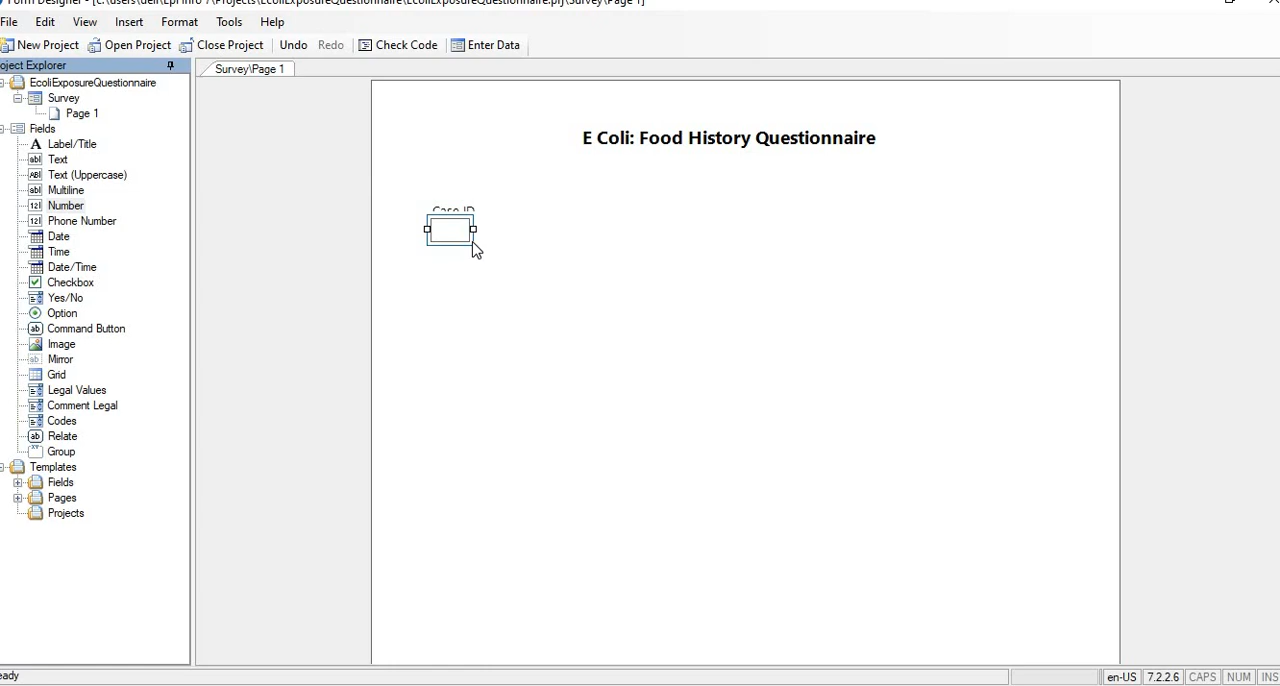 Form Designer - [c:\users\dell\Epi Info 7\Projects\EcoliExposureQuestionnaire\EcoliExposureQuestionnaire.prj\Survey\Page 1]
File Edit View Insert Format Tools Help
New Project Open Project Close Project Undo Redo Check Code Enter Data
oject Explorer
Survey\Page 1
EcoliExposureQuestionnaire
Survey
Page 1
Fields
Label/Title
Text
Text (Uppercase)
Multiline
Number
Phone Number
Date
Time
Date/Time
Checkbox
Yes/No
Option
Command Button
Image
Mirror
Grid
Legal Values
Comment Legal
Codes
Relate
Group
Templates
Fields
Pages
Projects
E Coli: Food History Questionnaire
Case ID
eady
en-US 7.2.2.6 CAPS NUM INS